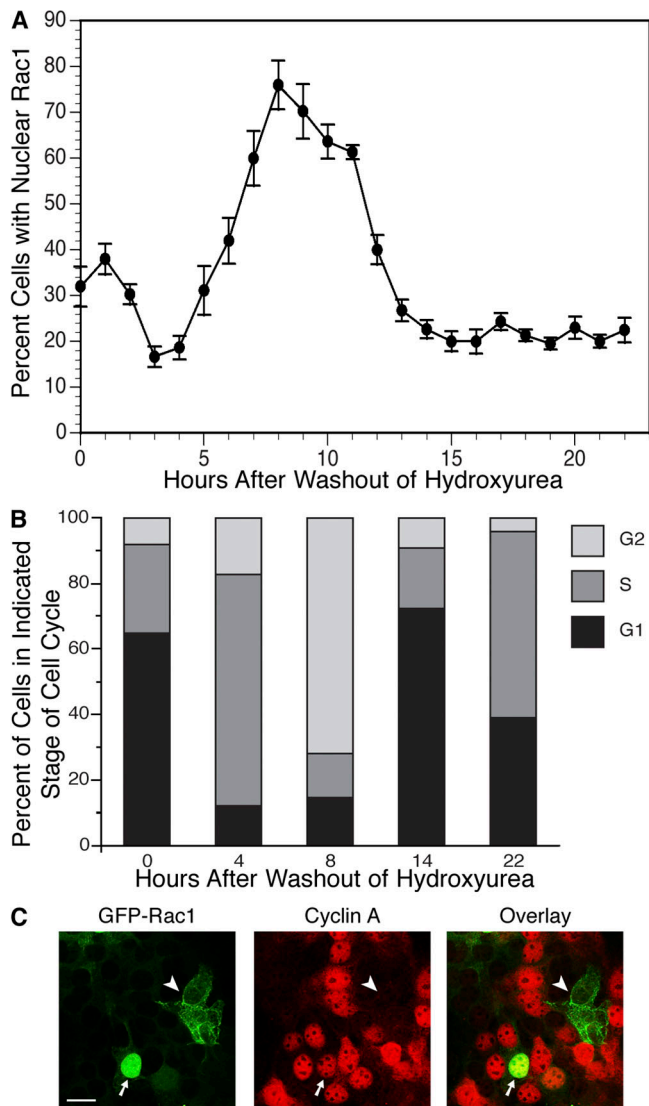 A
Percent Cells with Nuclear Rac1
90
80
70
60
50
40
30
20
10
0
0 5 10 15 20
Hours After Washout of Hydroxyurea
B
Percent of Cells in Indicated
Stage of Cell Cycle
100
80
60
40
20
0
0 4 8 14 22
Hours After Washout of Hydroxyurea
G2
S
G1
C
GFP-Rac1 Cyclin A Overlay